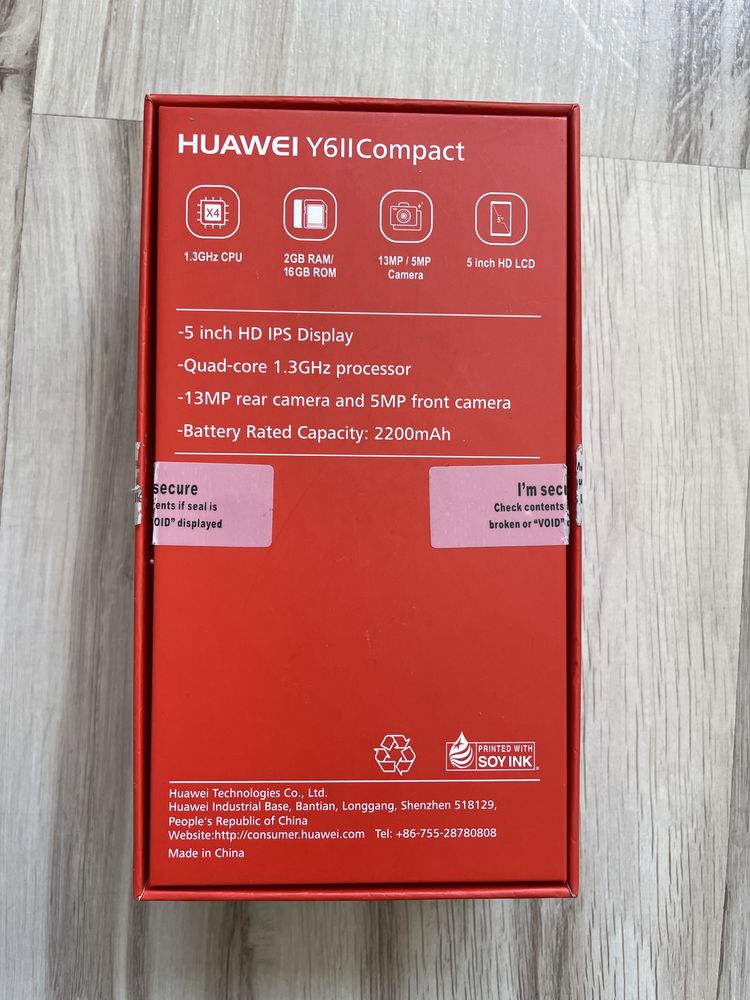 HUAWEI Y6IICompact
X4
5"
1.3GHz CPU
2GB RAM/
16GB ROM
13MP / 5MP
Camera
5 inch HD LCD
-5 inch HD IPS Display
-Quad-core 1.3GHz processor
-13MP rear camera and 5MP front camera
-Battery Rated Capacity: 2200mAh
secure
ents if seal is
OID" displayed
I'm secu
Check contents
broken or "VOID"
PRINTED WITH
SOY INK
Huawei Technologies Co., Ltd.
Huawei Industrial Base, Bantian, Longgang, Shenzhen 518129,
People's Republic of China
Website:http://consumer.huawei.com Tel: +86-755-28780808
Made in China